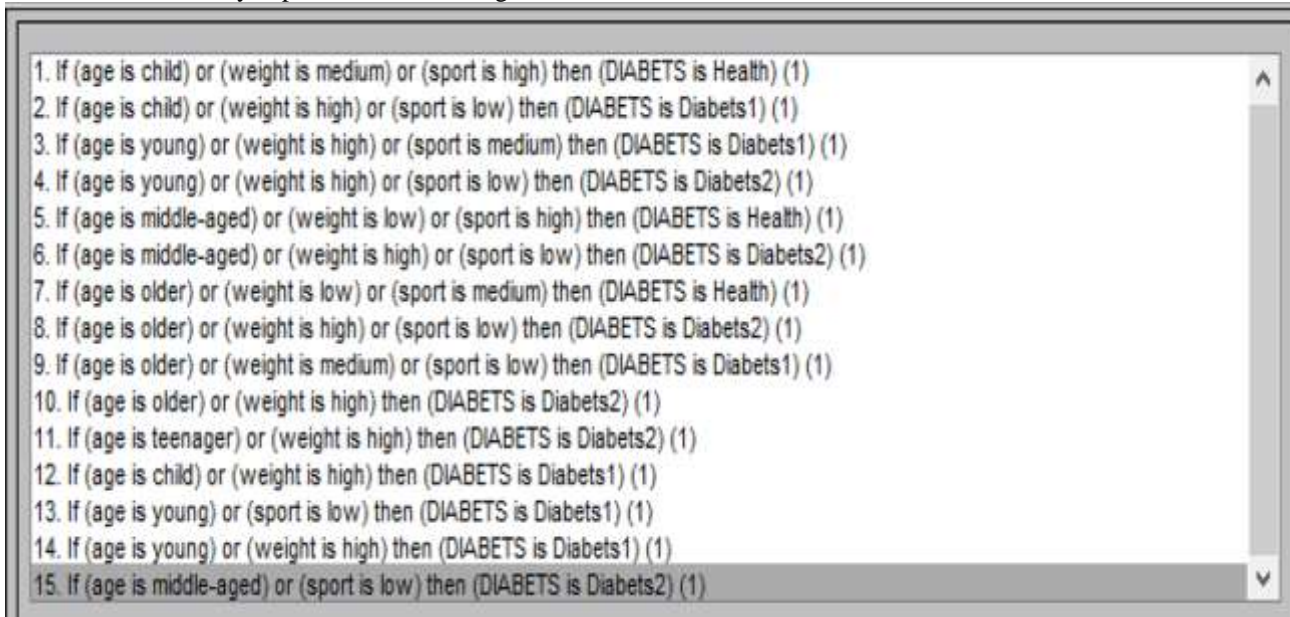 1. If (age is child) or (weight is medium) or (sport is high) then (DIABETS is Health) (1)
2. If (age is child) or (weight is high) or (sport is low) then (DIABETS is Diabets1) (1)
3. If (age is young) or (weight is high) or (sport is medium) then (DIABETS is Diabets1) (1)
4. If (age is young) or (weight is high) or (sport is low) then (DIABETS is Diabets2) (1)
5. If (age is middle-aged) or (weight is low) or (sport is high) then (DIABETS is Health) (1)
6. If (age is middle-aged) or (weight is high) or (sport is low) then (DIABETS is Diabets2) (1)
7. If (age is older) or (weight is low) or (sport is medium) then (DIABETS is Health) (1)
8. If (age is older) or (weight is high) or (sport is low) then (DIABETS is Diabets2) (1)
9. If (age is older) or (weight is medium) or (sport is low) then (DIABETS is Diabets1) (1)
10. If (age is older) or (weight is high) then (DIABETS is Diabets2) (1)
11. If (age is teenager) or (weight is high) then (DIABETS is Diabets2) (1)
12. If (age is child) or (weight is high) then (DIABETS is Diabets1) (1)
13. If (age is young) or (sport is low) then (DIABETS is Diabets1) (1)
14. If (age is young) or (weight is high) then (DIABETS is Diabets1) (1)
15. If (age is middle-aged) or (sport is low) then (DIABETS is Diabets2) (1)